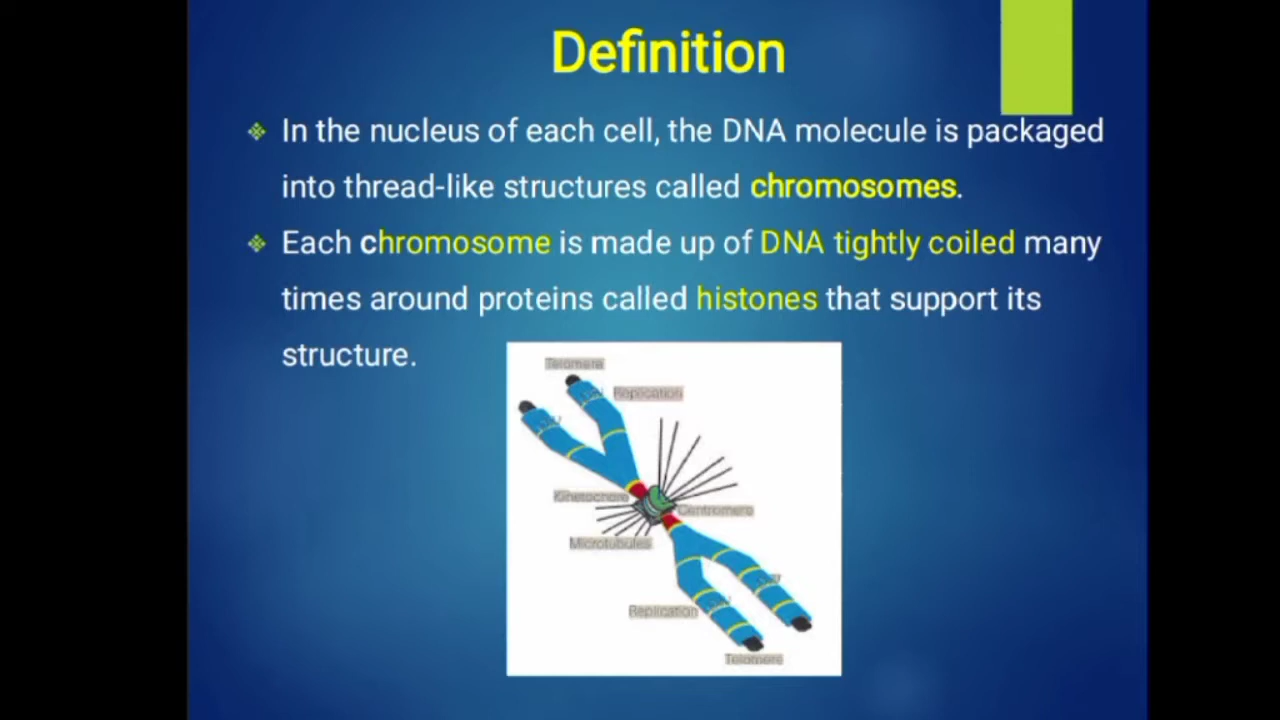 Definition
In the nucleus of each cell, the DNA molecule is packaged
into thread-like structures called chromosomes.
Each chromosome is made up of DNA tightly coiled many
times around proteins called histones that support its
structure.
Telomere
Replication
Kinetochore
Centromere
Microtubules
Replication
Telomere